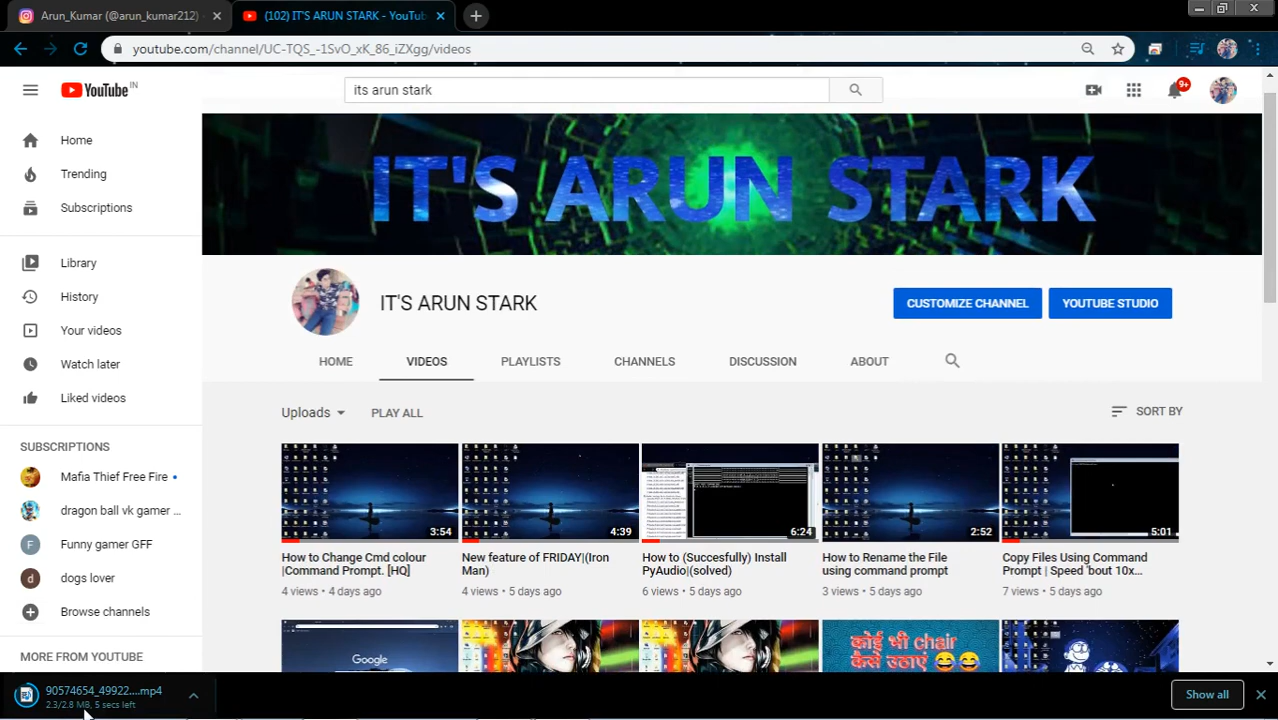 Arun_Kumar (@arun_kumar212)
(102) IT'S ARUN STARK - YouTub
youtube.com/channel/UC-TQS_-1SvO_xK_86_iZXgg/videos
YouTube IN
its arun stark
9+
Home
Trending
Subscriptions
Library
History
Your videos
Watch later
Liked videos
SUBSCRIPTIONS
Mafia Thief Free Fire
dragon ball vk gamer ...
F Funny gamer GFF
d dogs lover
Browse channels
MORE FROM YOUTUBE
IT'S ARUN STARK
IT'S ARUN STARK
CUSTOMIZE CHANNEL
YOUTUBE STUDIO
HOME
VIDEOS
PLAYLISTS
CHANNELS
DISCUSSION
ABOUT
Uploads
PLAY ALL
SORT BY
3:54
How to Change Cmd colour
|Command Prompt. [HQ]
4 views • 4 days ago
4:39
New feature of FRIDAY|(Iron
Man)
4 views • 5 days ago
6:24
How to (Succesfully) Install
PyAudio|(solved)
6 views • 5 days ago
2:52
How to Rename the File
using command prompt
3 views • 5 days ago
5:01
Copy Files Using Command
Prompt | Speed 'bout 10x...
7 views • 5 days ago
Google
कोई भी chair
कैसे उठाएं
90574654_49922....mp4
2.3/2.8 MB, 5 secs left
Show all